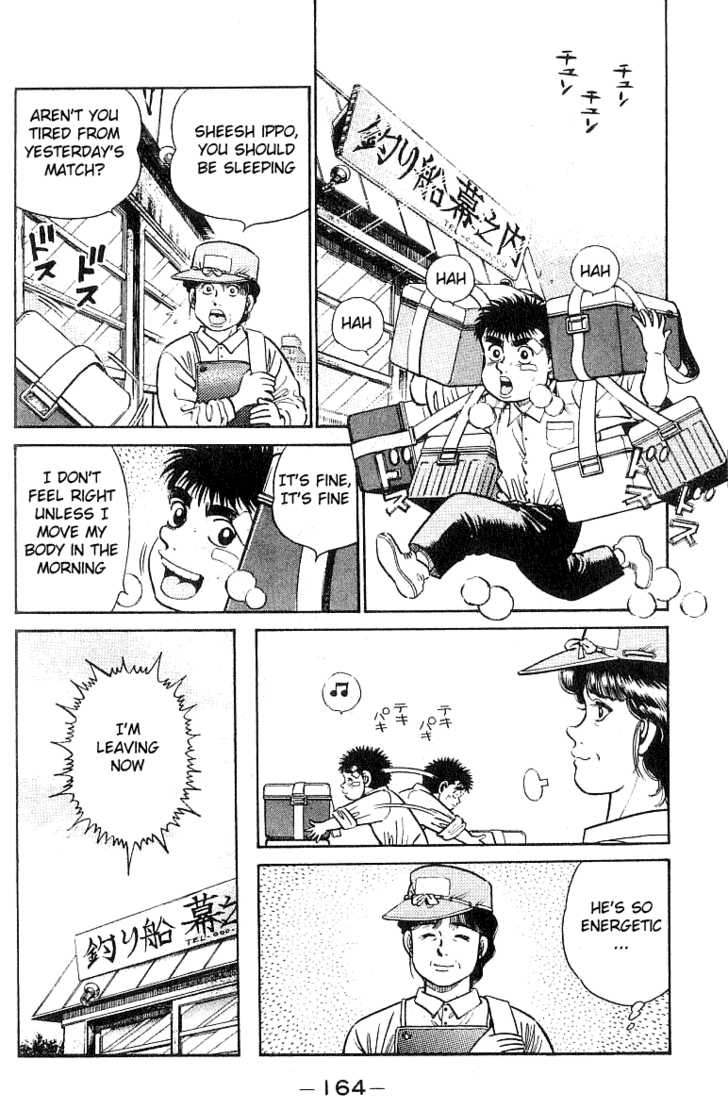 チュン
チュン
チュン
釣り船 幕之内
HAH
HAH
HAH
SHEESH IPPO,
YOU SHOULD
BE SLEEPING
AREN'T YOU
TIRED FROM
YESTERDAY'S
MATCH?
ドス
ドス
IT'S FINE,
IT'S FINE
I DON'T
FEEL RIGHT
UNLESS I
MOVE MY
BODY IN THE
MORNING
テキ
パキ
テキ
パキ
HE'S SO
ENERGETIC
...
I'M
LEAVING
NOW
釣り船 幕之
TEL・000・
— 164 —